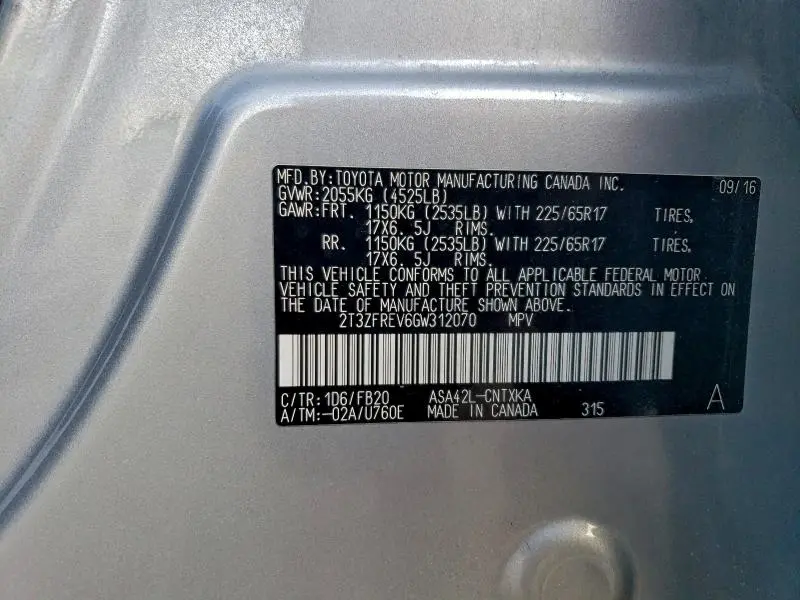 MFD.BY:TOYOTA MOTOR MANUFACTURING CANADA INC. 09/16
GVWR:2055KG (4525LB)
GAWR:FRT. 1150KG (2535LB) WITH 225/65R17 TIRES,
17X6. 5J RIMS.
RR. 1150KG (2535LB) WITH 225/65R17 TIRES,
17X6. 5J RIMS.
THIS VEHICLE CONFORMS TO ALL APPLICABLE FEDERAL MOTOR
VEHICLE SAFETY AND THEFT PREVENTION STANDARDS IN EFFECT ON
THE DATE OF MANUFACTURE SHOWN ABOVE.
2T3ZFREV6GW312070 MPV
C/TR:1D6/FB20 ASA42L-CNTXKA
A/TM:-02A/U760E MADE IN CANADA 315 A